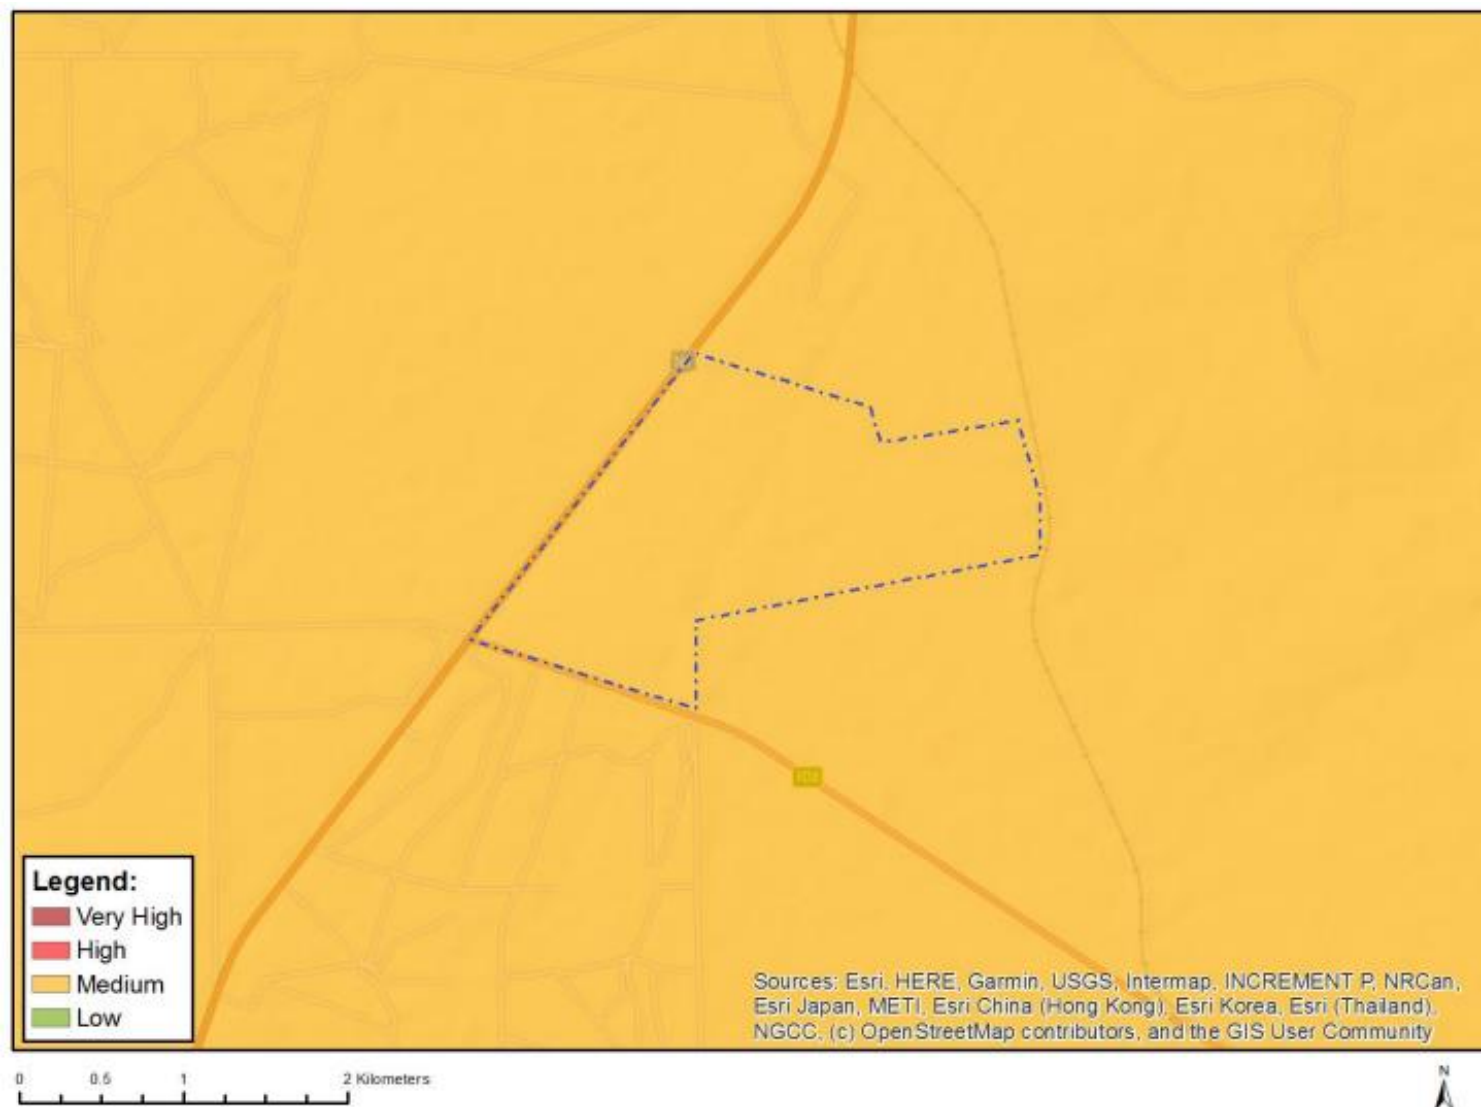 Legend:
Very High
High
Medium
Low
Sources: Esri, HERE, Garmin, USGS, Intermap, INCREMENT P, NRCan,
Esri Japan, METI, Esri China (Hong Kong), Esri Korea, Esri (Thailand),
NGCC, (c) OpenStreetMap contributors, and the GIS User Community
0 0.5 1 2 Kilometers
N